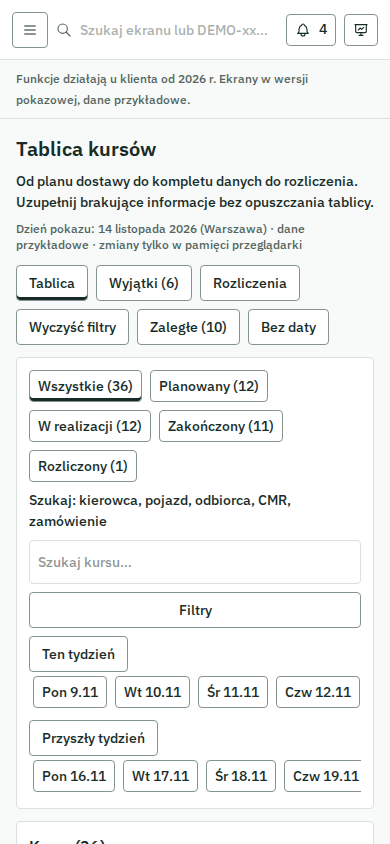 Szukaj ekranu lub DEMO-xx...
4
Funkcje działają u klienta od 2026 r. Ekrany w wersji
pokazowej, dane przykładowe.
Tablica kursów
Od planu dostawy do kompletu danych do rozliczenia.
Uzupełnij brakujące informacje bez opuszczania tablicy.
Dzień pokazu: 14 listopada 2026 (Warszawa) · dane
przykładowe · zmiany tylko w pamięci przeglądarki
Tablica Wyjątki (6) Rozliczenia
Wyczyść filtry Zaległe (10) Bez daty
Wszystkie (36) Planowany (12)
W realizacji (12) Zakończony (11)
Rozliczony (1)
Szukaj: kierowca, pojazd, odbiorca, CMR,
zamówienie
Szukaj kursu...
Filtry
Ten tydzień
Pon 9.11 Wt 10.11 Śr 11.11 Czw 12.11
Przyszły tydzień
Pon 16.11 Wt 17.11 Śr 18.11 Czw 19.11